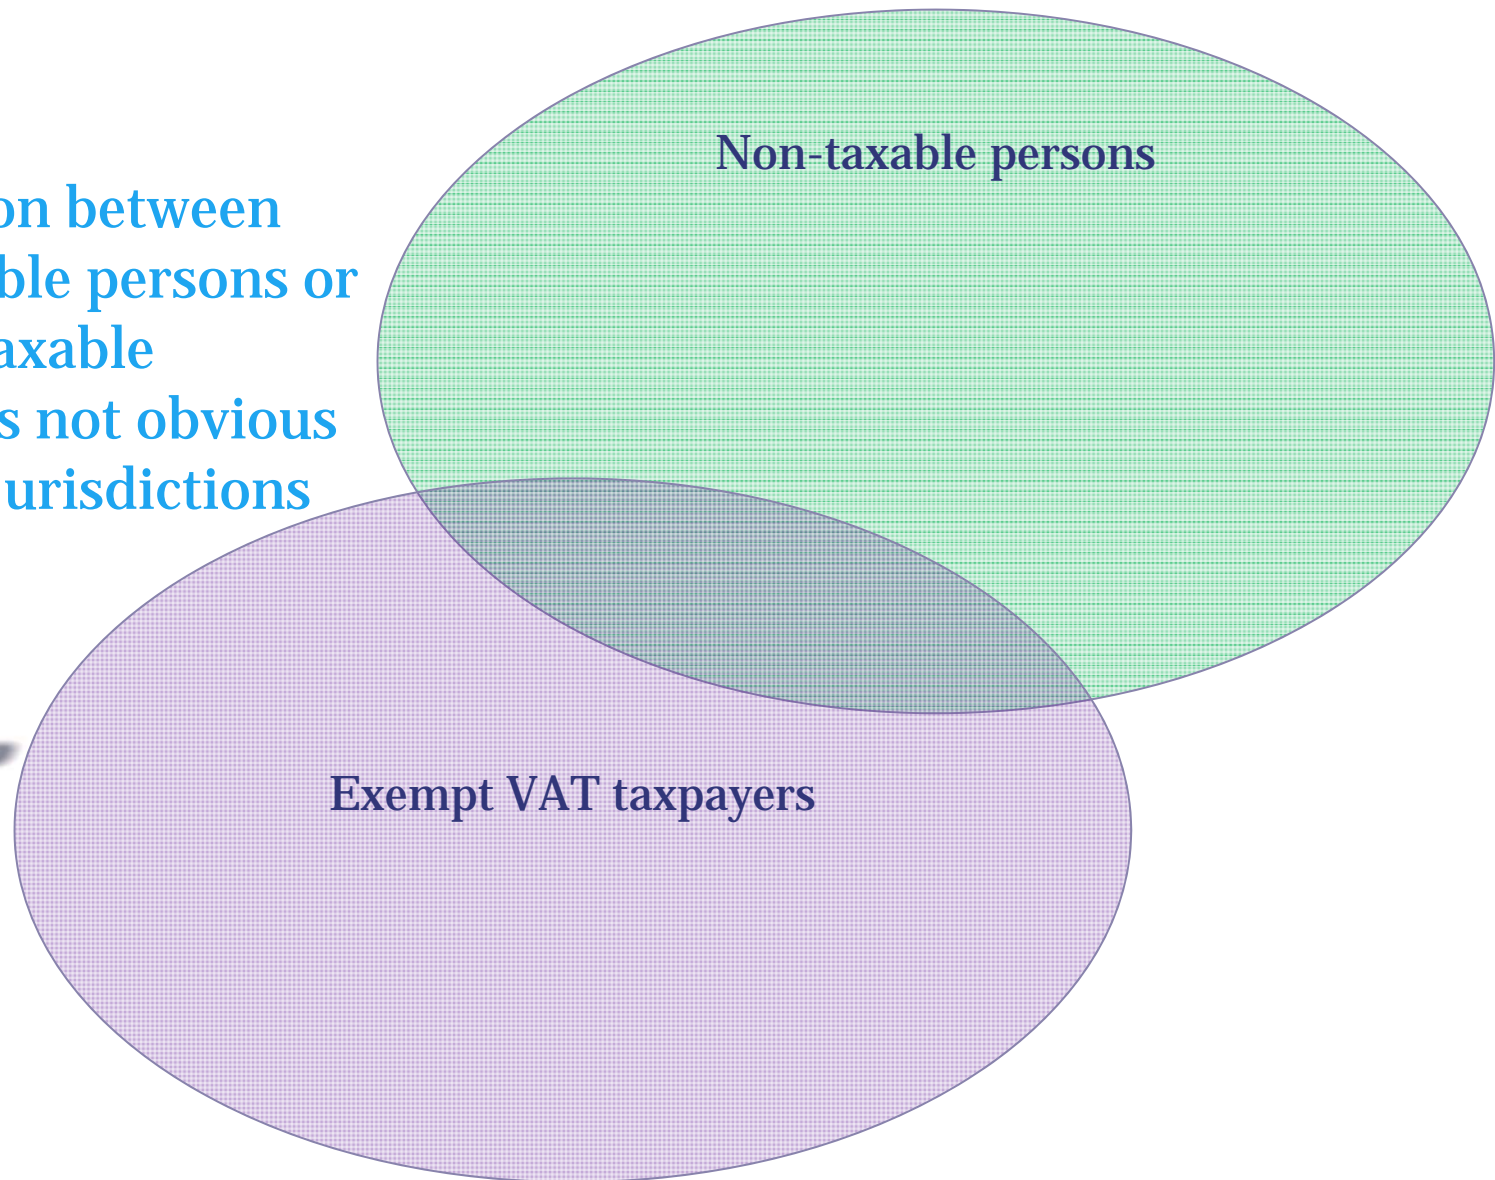 Non-taxable persons
on between
ble persons or
axable
s not obvious
urisdictions
Exempt VAT taxpayers